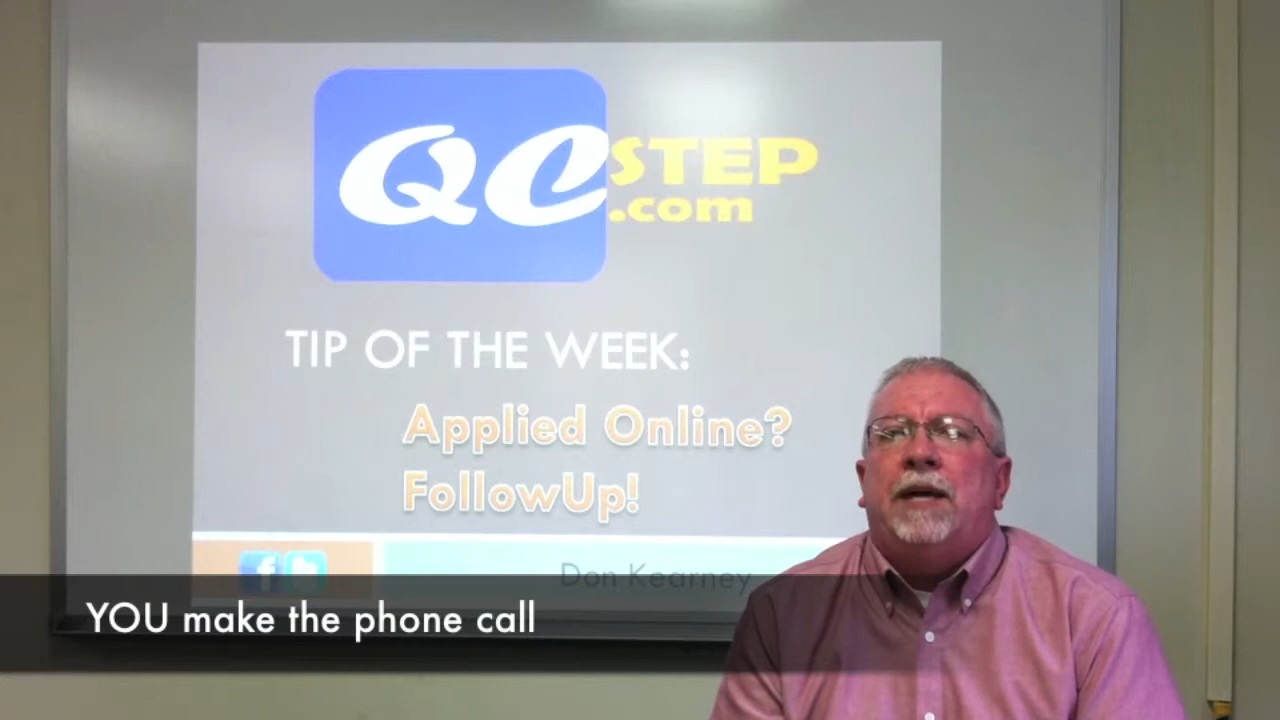 QC STEP
.com
TIP OF THE WEEK:
Applied Online?
FollowUp!
f t
Don Kearney
YOU make the phone call